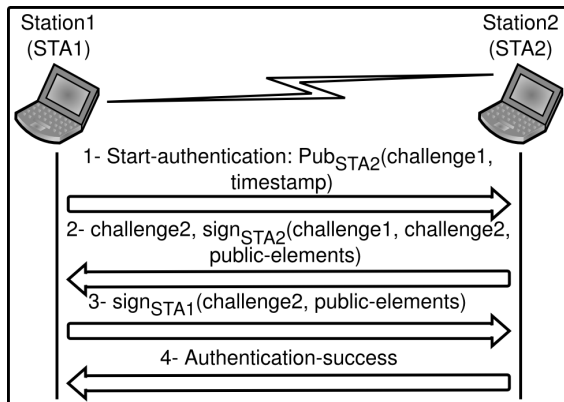 Station1
(STA1)
Station2
(STA2)
1- Start-authentication: PubSTA2(challenge1,
timestamp)
2- challenge2, signSTA2(challenge1, challenge2,
public-elements)
3- signSTA1(challenge2, public-elements)
4- Authentication-success